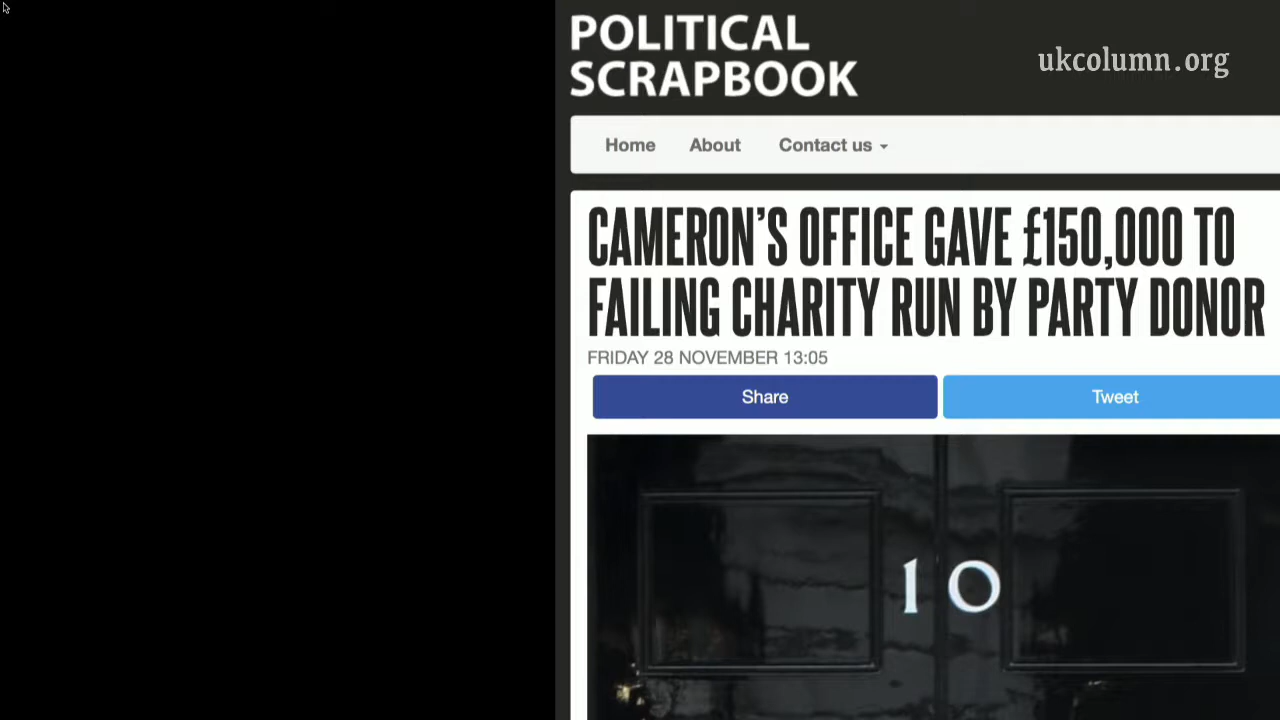 POLITICAL
SCRAPBOOK
ukcolumn.org
Home About Contact us
CAMERON'S OFFICE GAVE £150,000 TO
FAILING CHARITY RUN BY PARTY DONOR
FRIDAY 28 NOVEMBER 13:05
Share Tweet
10